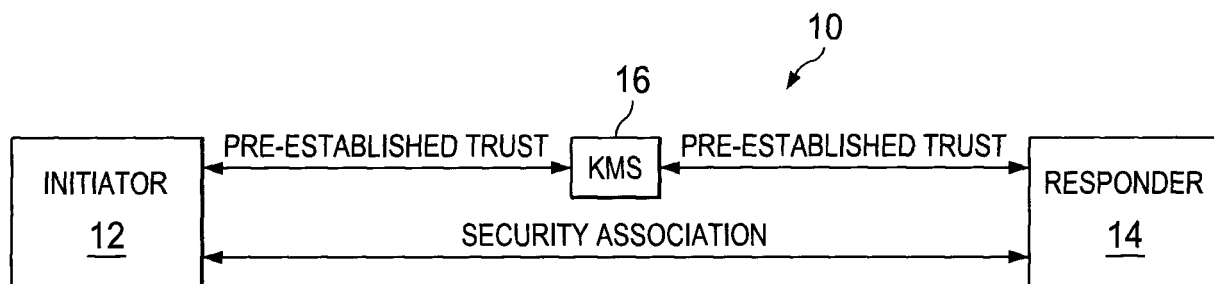 10
16
PRE-ESTABLISHED TRUST
PRE-ESTABLISHED TRUST
INITIATOR
12
KMS
RESPONDER
14
SECURITY ASSOCIATION